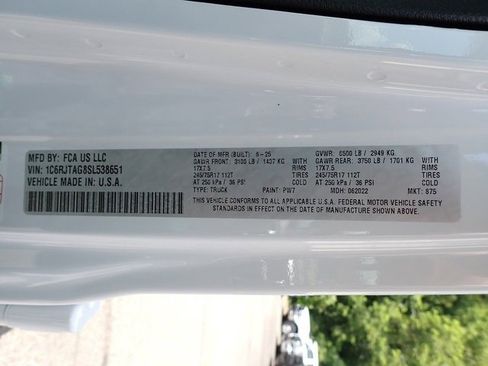 MFD BY: FCA US LLC
VIN: 1C6RJTAG8SL538651
VEHICLE MADE IN: U.S.A.
DATE OF MFR (BUILT): 6-25 GVWR: 6500 LB / 2949 KG
GAWR FRONT: 3100 LB / 1407 KG WITH GAWR REAR: 3750 LB / 1701 KG WITH
17X7.5 RIMS 17X7.5 RIMS
245/75R17 112T TIRES 245/75R17 112T TIRES
AT 250 kPa / 36 PSI AT 250 kPa / 36 PSI
TYPE: TRUCK PAINT: PW7 MDH: 062022 MKT: 875
THIS VEHICLE CONFORMS TO ALL APPLICABLE U.S.A. FEDERAL MOTOR VEHICLE SAFETY
STANDARDS IN EFFECT ON THE DATE OF MANUFACTURE SHOWN ABOVE.